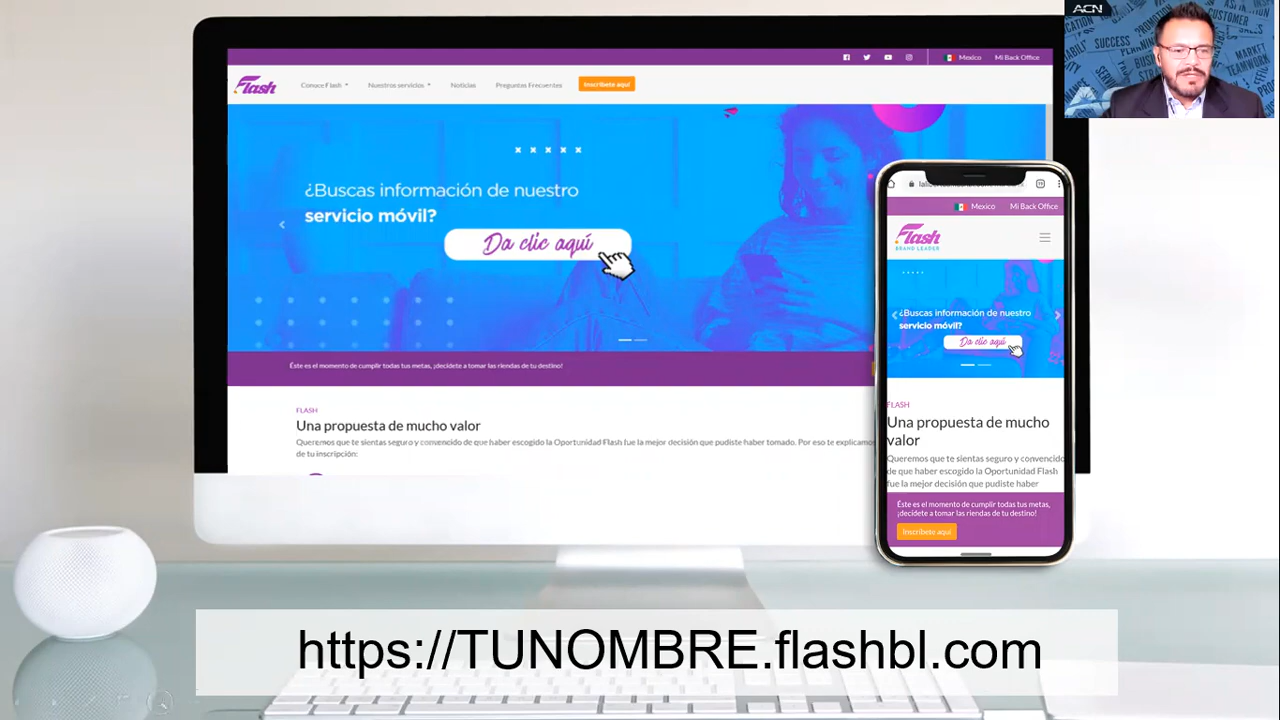 ACN
SUCCESS
CUSTOMER
MARKET
TEAMWORK
Mexico
Mi Back Office
Flash
Conoce Flash
Nuestros servicios
Noticias
Preguntas Frecuentes
Inscríbete aquí
¿Buscas información de nuestro
servicio móvil?
Da clic aquí
Éste es el momento de cumplir todas tus metas, ¡decídete a tomar las riendas de tu destino!
FLASH
Una propuesta de mucho valor
Queremos que te sientas seguro y convencido de que haber escogido la Oportunidad Flash fue la mejor decisión que pudiste haber tomado. Por eso te explicamos
de tu inscripción:
Mexico
Mi Back Office
Flash
BRAND LEADER
¿Buscas información de nuestro
servicio móvil?
Da clic aquí
FLASH
Una propuesta de mucho
valor
Queremos que te sientas seguro y convencido
de que haber escogido la Oportunidad Flash
fue la mejor decisión que pudiste haber
Éste es el momento de cumplir todas tus metas,
¡decídete a tomar las riendas de tu destino!
Inscríbete aquí
https://TUNOMBRE.flashbl.com